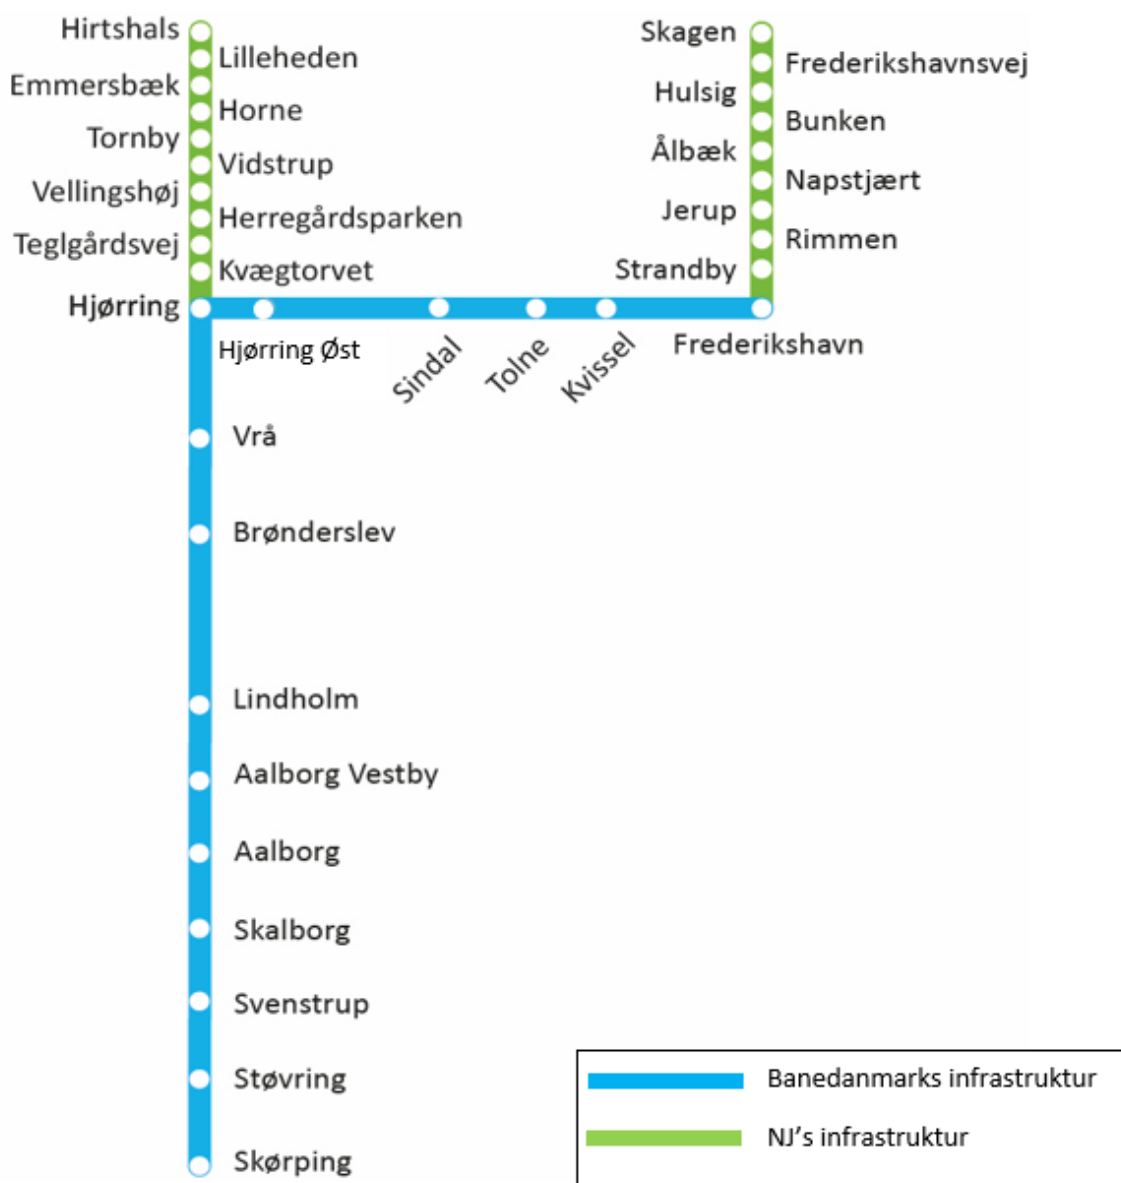 Hirtshals
Lilleheden
Emmersbæk
Horne
Tornby
Vidstrup
Vellingshøj
Herregårdsparken
Teglgårdsvej
Kvægtorvet
Hjørring
Skagen
Frederikshavnsvej
Hulsig
Bunken
Ålbæk
Napstjært
Jerup
Rimmen
Strandby
Frederikshavn
Hjørring Øst
Sindal
Tolne
Kvissel
Vrå
Brønderslev
Lindholm
Aalborg Vestby
Aalborg
Skalborg
Svenstrup
Støvring
Skørping
Banedanmarks infrastruktur
NJ's infrastruktur